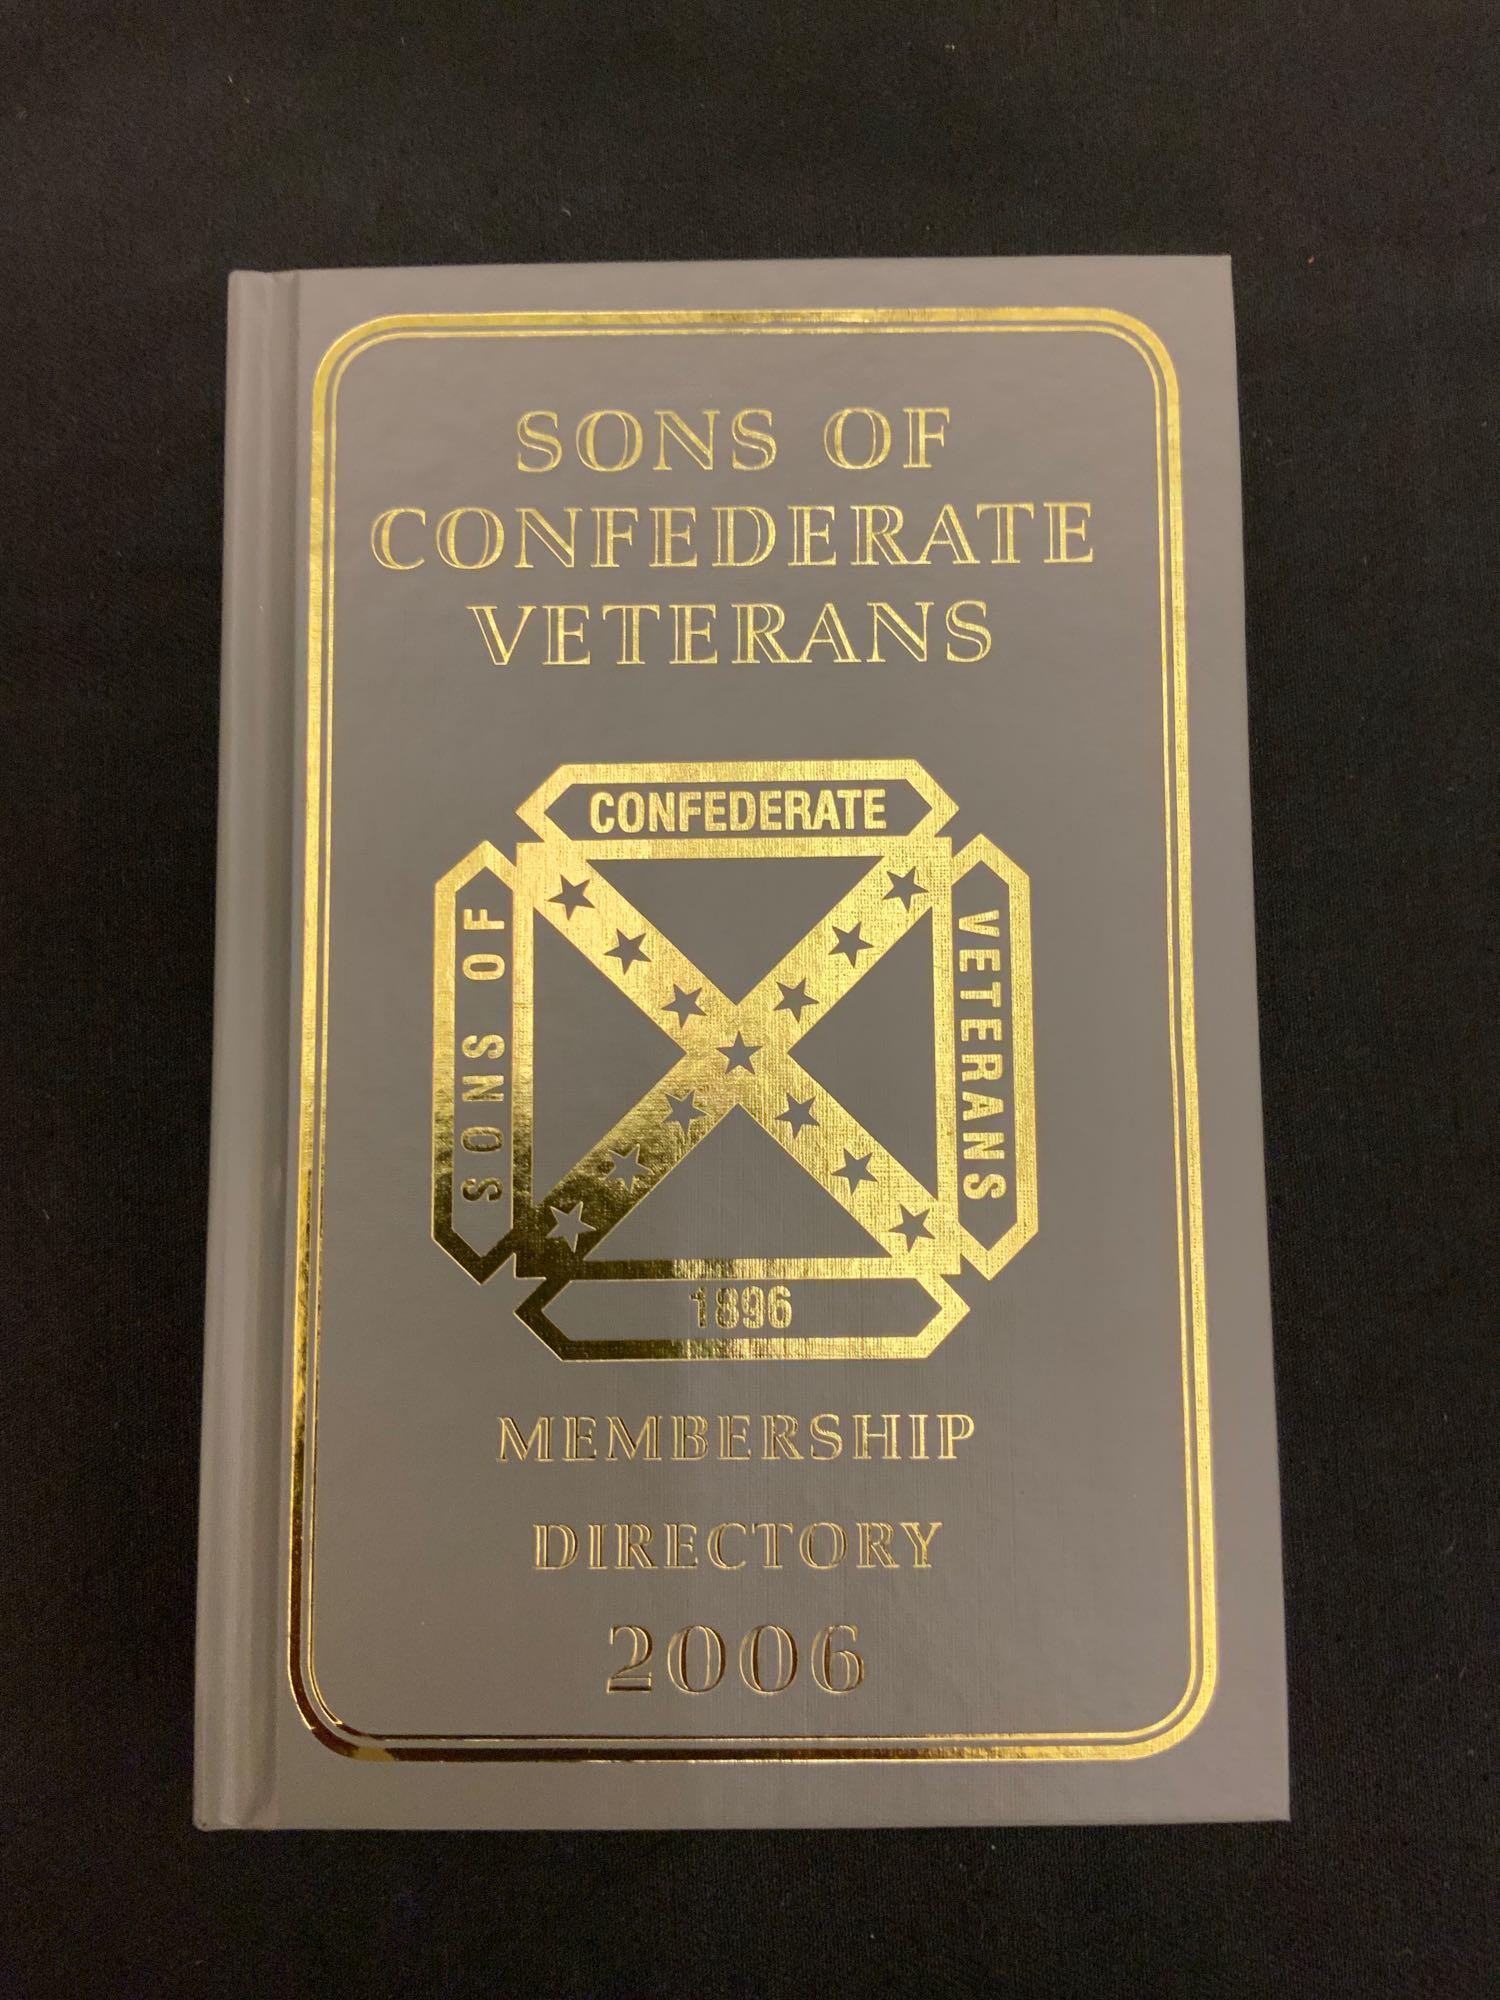 SONS OF
CONFEDERATE
VETERANS
CONFEDERATE
SONS OF
VETERANS
1896
MEMBERSHIP
DIRECTORY
2006